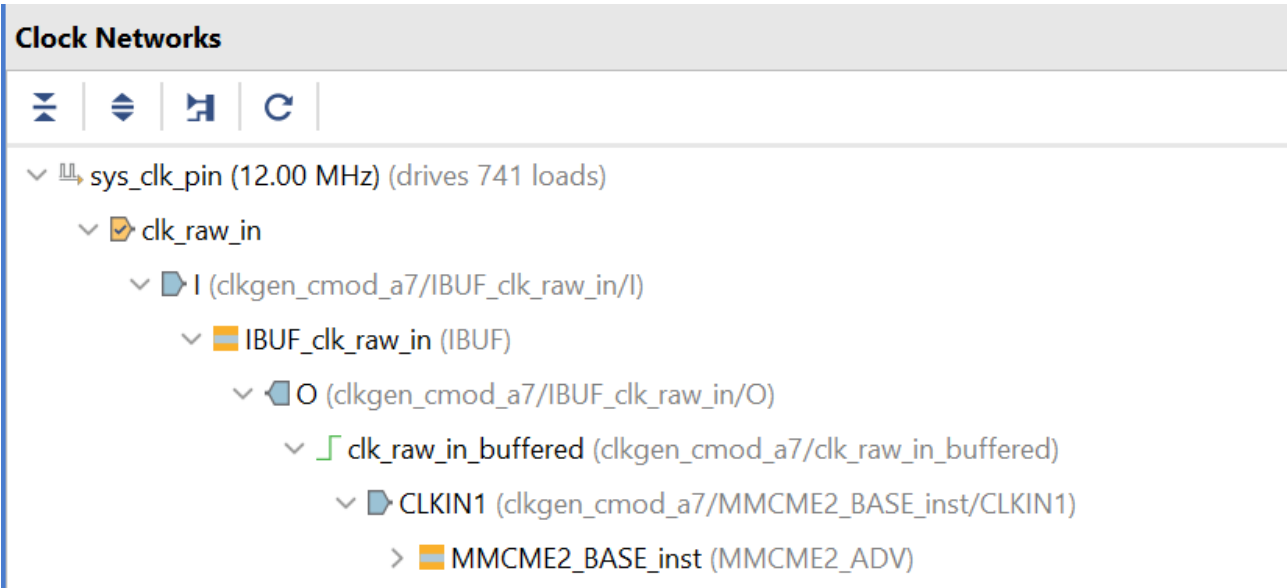 Clock Networks
sys_clk_pin (12.00 MHz) (drives 741 loads)
clk_raw_in
I (clkgen_cmod_a7/IBUF_clk_raw_in/I)
IBUF_clk_raw_in (IBUF)
O (clkgen_cmod_a7/IBUF_clk_raw_in/O)
clk_raw_in_buffered (clkgen_cmod_a7/clk_raw_in_buffered)
CLKIN1 (clkgen_cmod_a7/MMCME2_BASE_inst/CLKIN1)
MMCME2_BASE_inst (MMCME2_ADV)